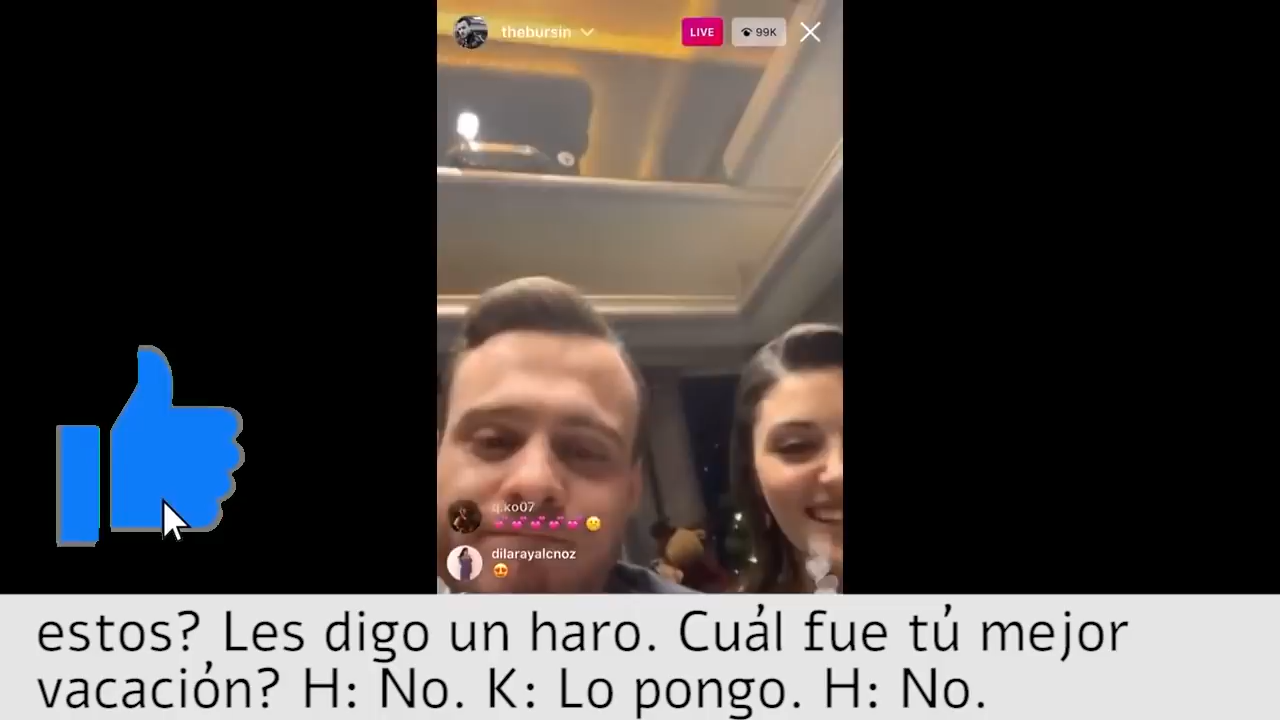 thebursin
LIVE
99K
q.ko07
💕💕💕💕💕🙁
dilarayalcnoz
😍
estos? Les digo un haro. Cuál fue tú mejor
vacación? H: No. K: Lo pongo. H: No.